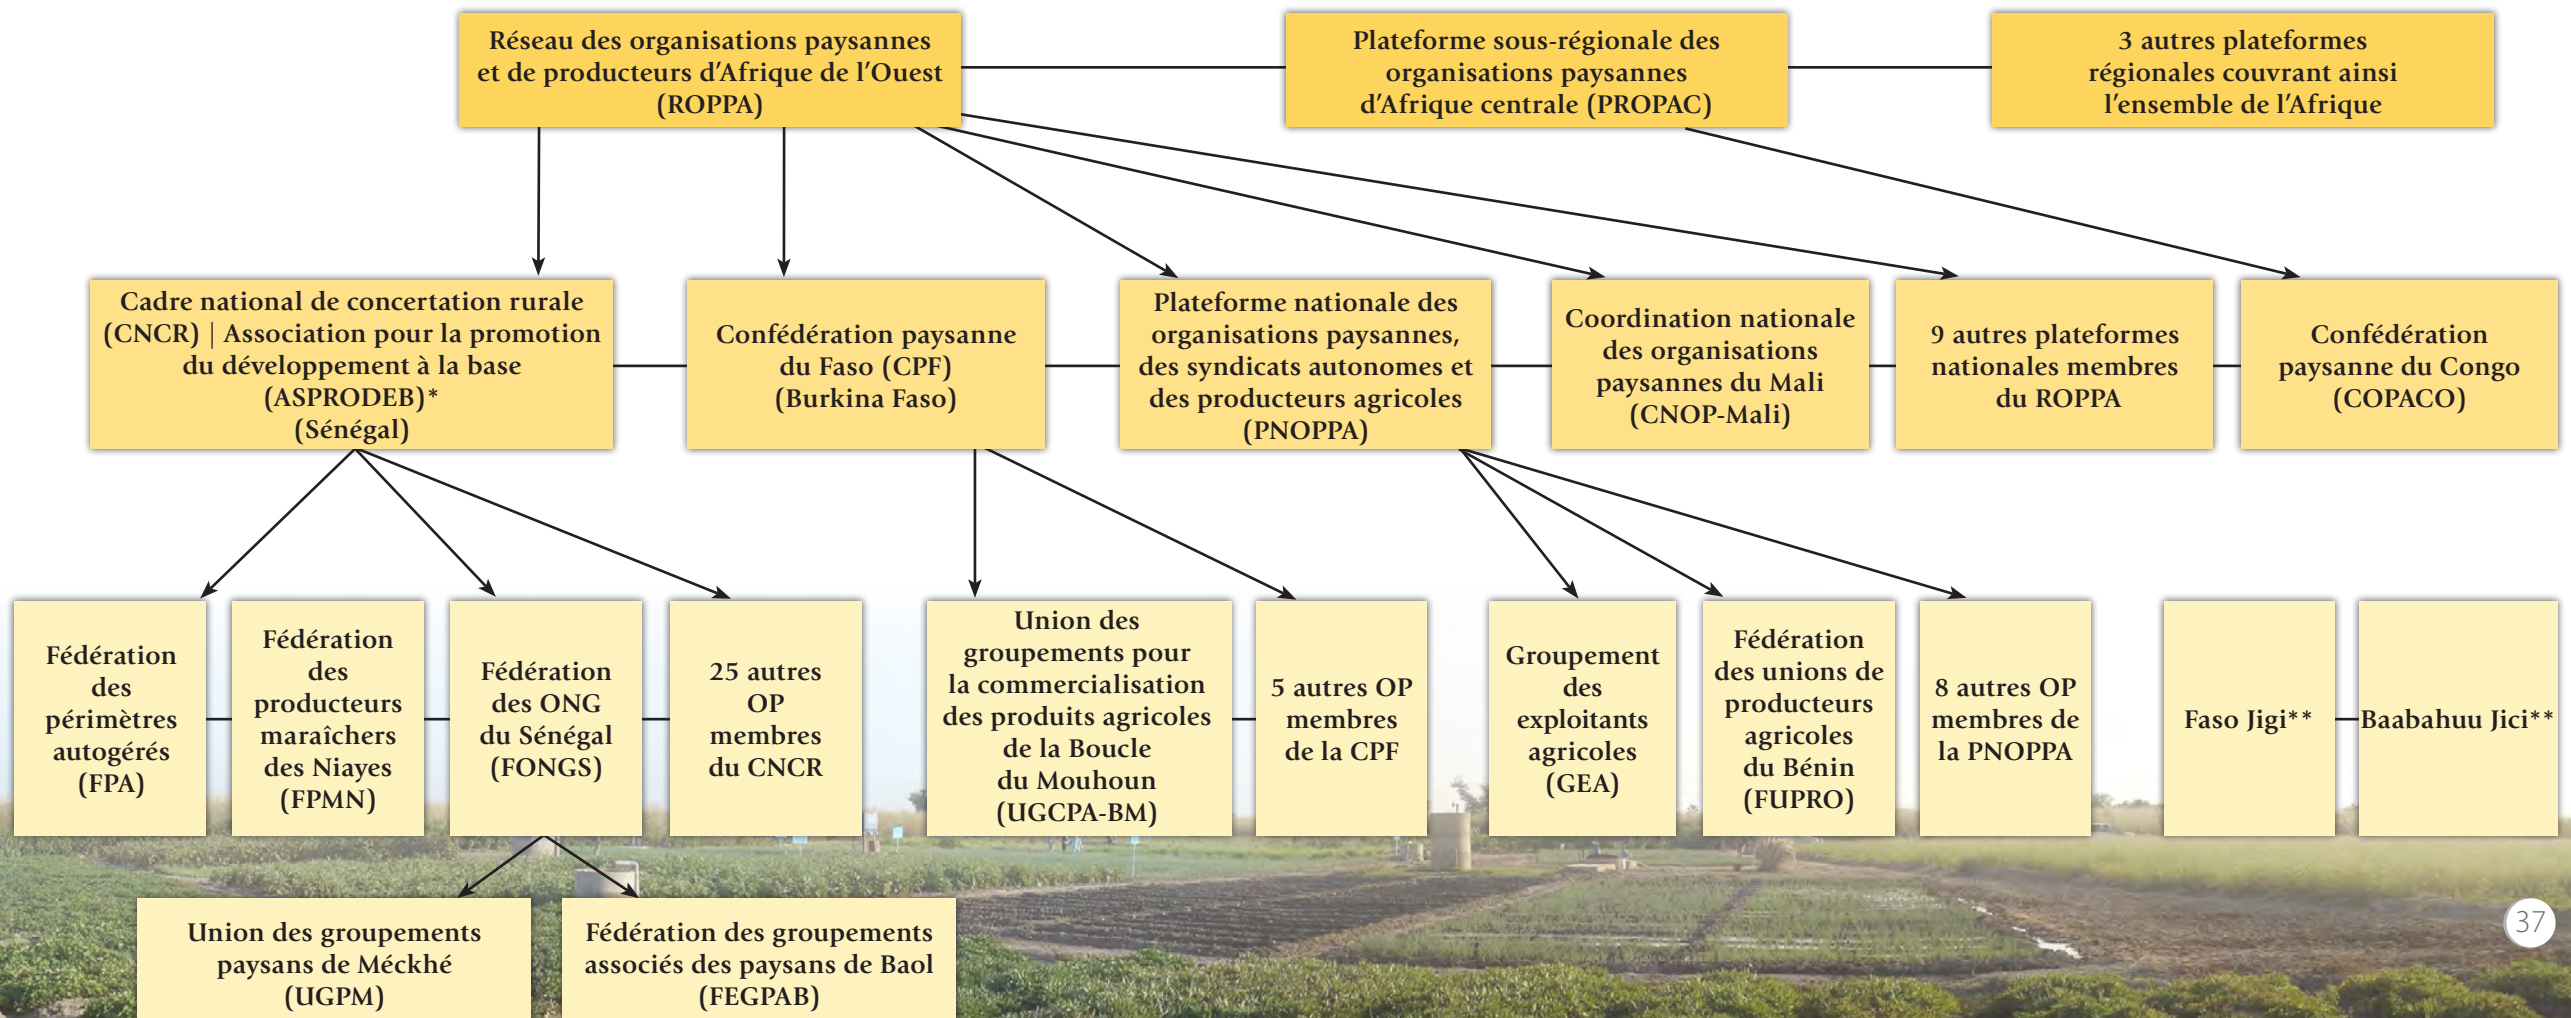 Réseau des organisations paysannes
et de producteurs d'Afrique de l'Ouest
(ROPPA)
Plateforme sous-régionale des
organisations paysannes
d'Afrique centrale (PROPAC)
3 autres plateformes
régionales couvrant ainsi
l'ensemble de l'Afrique
Cadre national de concertation rurale
(CNCR) | Association pour la promotion
du développement à la base
(ASPRODEB)*
(Sénégal)
Confédération paysanne
du Faso (CPF)
(Burkina Faso)
Plateforme nationale des
organisations paysannes,
des syndicats autonomes et
des producteurs agricoles
(PNOPPA)
Coordination nationale
des organisations
paysannes du Mali
(CNOP-Mali)
9 autres plateformes
nationales membres
du ROPPA
Confédération
paysanne du Congo
(COPACO)
Fédération
des
périmètres
autogérés
(FPA)
Fédération
des
producteurs
maraîchers
des Niayes
(FPMN)
Fédération
des ONG
du Sénégal
(FONGS)
25 autres
OP
membres
du CNCR
Union des
groupements pour
la commercialisation
des produits agricoles
de la Boucle
du Mouhoun
(UGCPA-BM)
5 autres OP
membres
de la CPF
Groupement
des
exploitants
agricoles
(GEA)
Fédération
des unions de
producteurs
agricoles
du Bénin
(FUPRO)
8 autres OP
membres de
la PNOPPA
Faso Jigi**
Baabahuu Jici**
Union des groupements
paysans de Méckhé
(UGPM)
Fédération des groupements
associés des paysans de Baol
(FEGPAB)
37